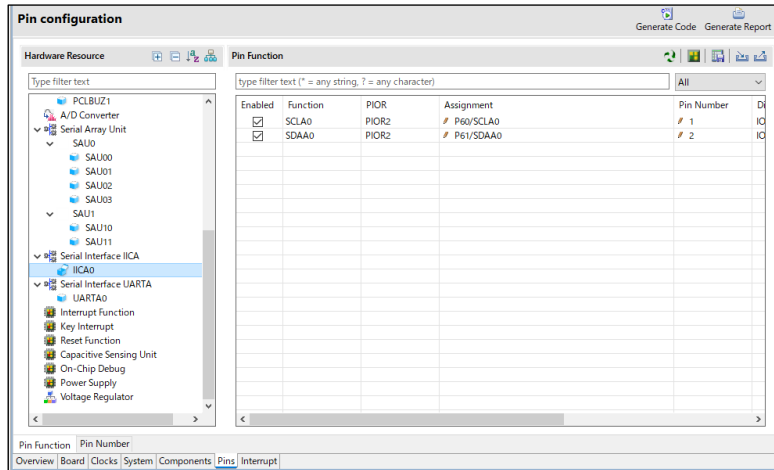 Pin configuration
Generate Code Generate Report
Hardware Resource
Type filter text
PCLBUZ1
A/D Converter
Serial Array Unit
SAU0
SAU00
SAU01
SAU02
SAU03
SAU1
SAU10
SAU11
Serial Interface IICA
IICA0
Serial Interface UARTA
UARTA0
Interrupt Function
Key Interrupt
Reset Function
Capacitive Sensing Unit
On-Chip Debug
Power Supply
Voltage Regulator
Pin Function
type filter text (* = any string, ? = any character) All
Enabled Function PIOR Assignment Pin Number Di
SCLA0 PIOR2 P60/SCLA0 1 IO
SDAA0 PIOR2 P61/SDAA0 2 IO
Pin Function Pin Number
Overview Board Clocks System Components Pins Interrupt